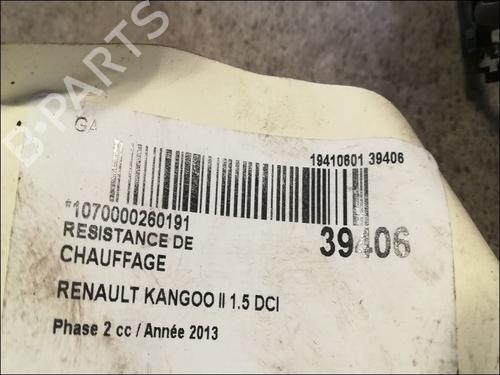 B-PARTS
GA
19410601 39406
*1070000260191
39406
RESISTANCE DE
CHAUFFAGE
RENAULT KANGOO II 1.5 DCI
Phase 2 cc / Année 2013